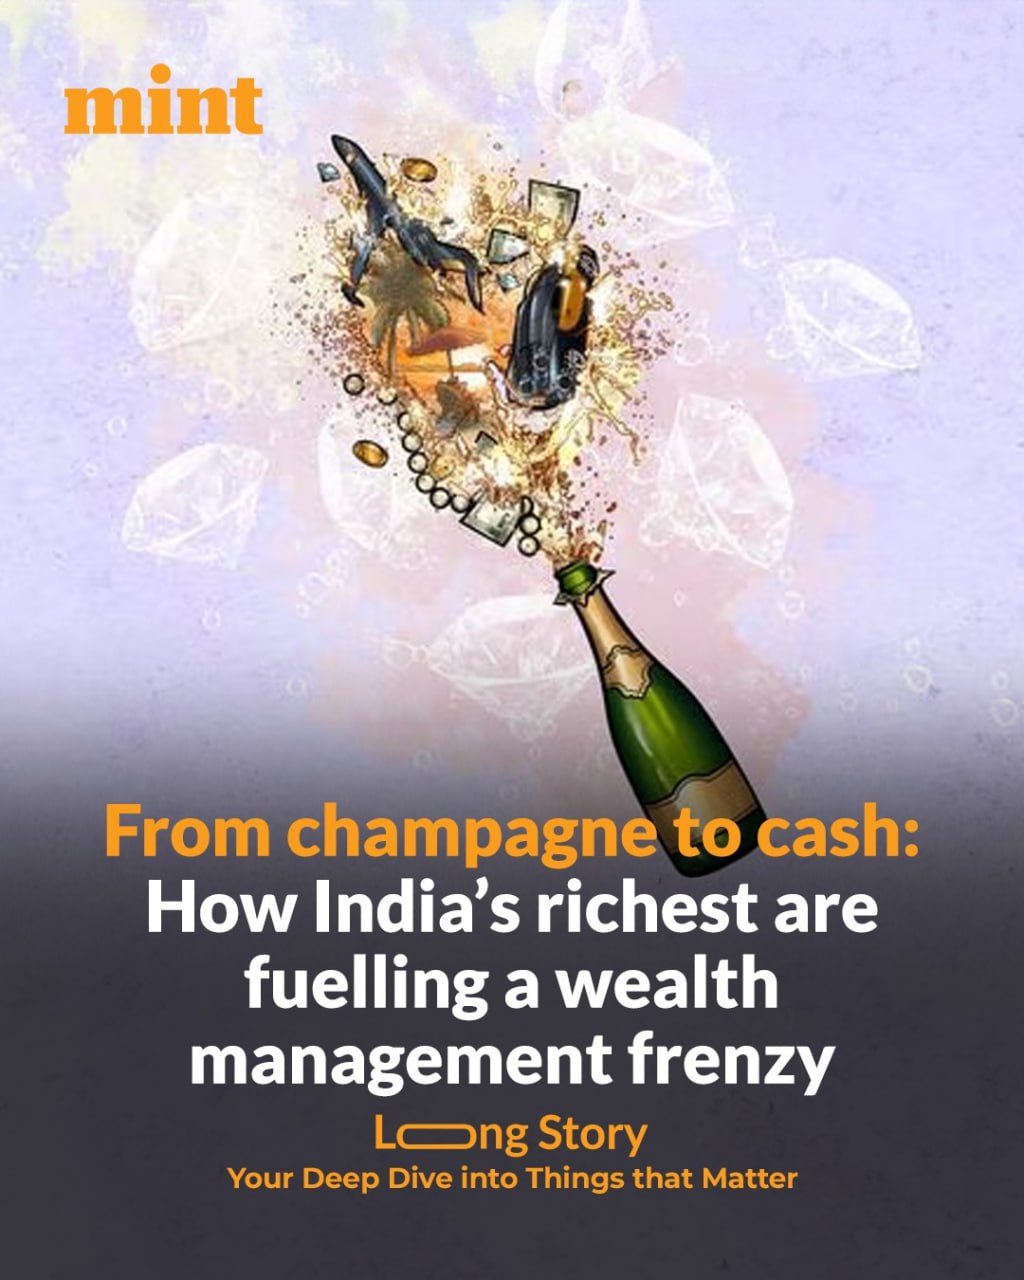 mint
From champagne to cash:
How India’s richest are
fuelling a wealth
management frenzy
Long Story
Your Deep Dive into Things that Matter